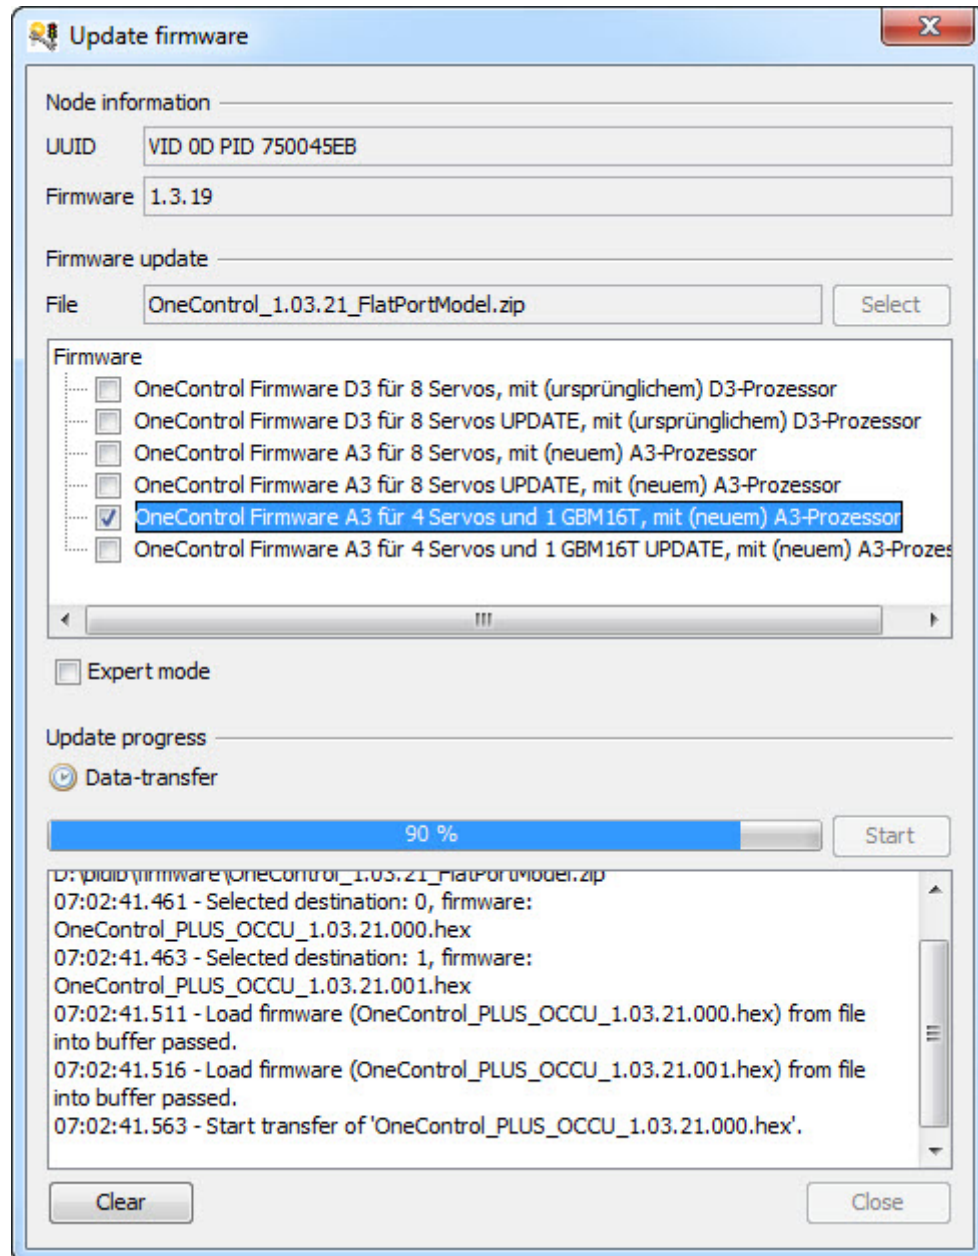 Update firmware
Node information
UUID VID 0D PID 750045EB
Firmware 1.3.19
Firmware update
File OneControl_1.03.21_FlatPortModel.zip Select
Firmware
OneControl Firmware D3 für 8 Servos, mit (ursprünglichem) D3-Prozessor
OneControl Firmware D3 für 8 Servos UPDATE, mit (ursprünglichem) D3-Prozessor
OneControl Firmware A3 für 8 Servos, mit (neuem) A3-Prozessor
OneControl Firmware A3 für 8 Servos UPDATE, mit (neuem) A3-Prozessor
OneControl Firmware A3 für 4 Servos und 1 GBM16T, mit (neuem) A3-Prozessor
OneControl Firmware A3 für 4 Servos und 1 GBM16T UPDATE, mit (neuem) A3-Prozes
Expert mode
Update progress
Data-transfer
90 % Start
D:\bidib\firmware\OneControl_1.03.21_FlatPortModel.zip
07:02:41.461 - Selected destination: 0, firmware:
OneControl_PLUS_OCCU_1.03.21.000.hex
07:02:41.463 - Selected destination: 1, firmware:
OneControl_PLUS_OCCU_1.03.21.001.hex
07:02:41.511 - Load firmware (OneControl_PLUS_OCCU_1.03.21.000.hex) from file
into buffer passed.
07:02:41.516 - Load firmware (OneControl_PLUS_OCCU_1.03.21.001.hex) from file
into buffer passed.
07:02:41.563 - Start transfer of 'OneControl_PLUS_OCCU_1.03.21.000.hex'.
Clear Close